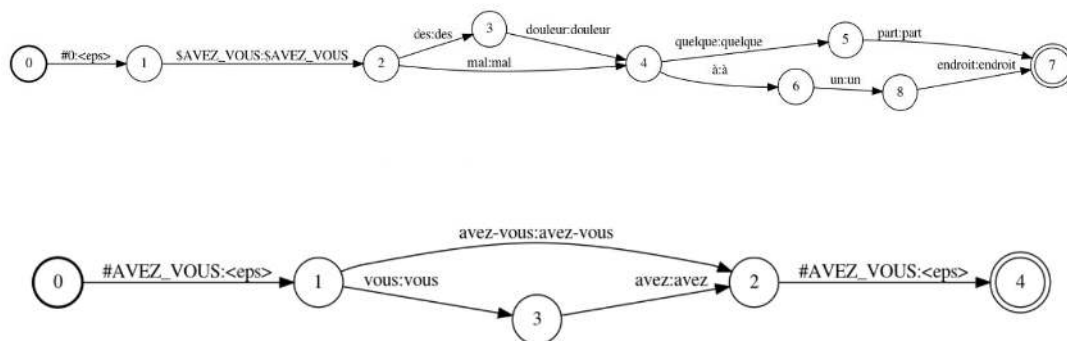 0 #0:<eps> 1 $AVEZ_VOUS:$AVEZ_VOUS 2 des:des 3 douleur:douleur 4 quelque:quelque 5 part:part 7
mal:mal à:à 6 un:un 8 endroit:endroit
avez-vous:avez-vous
0 #AVEZ_VOUS:<eps> 1 vous:vous 3 avez:avez 2 #AVEZ_VOUS:<eps> 4